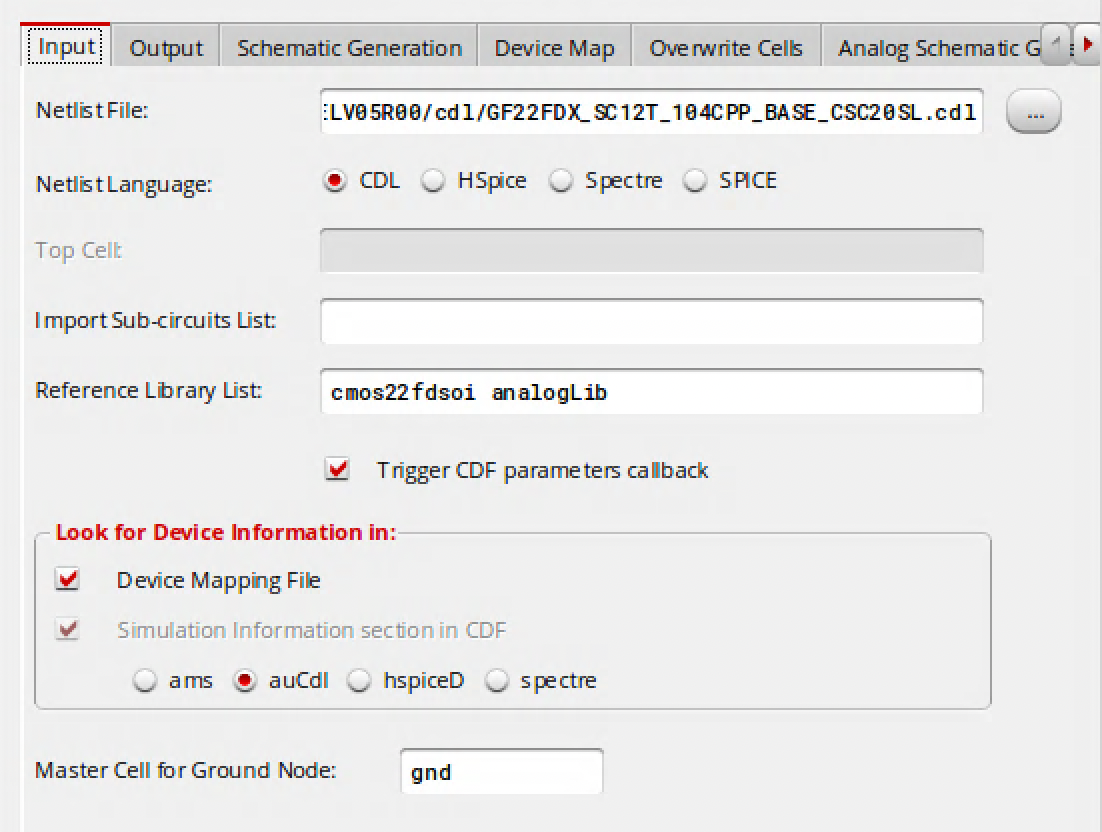 Input Output Schematic Generation Device Map Overwrite Cells Analog Schematic G
Netlist File: ELV05R00/cdl/GF22FDX_SC12T_104CPP_BASE_CSC20SL.cdl ...
Netlist Language: CDL HSpice Spectre SPICE
Top Cell:
Import Sub-circuits List:
Reference Library List: cmos22fdsoi analogLib
Trigger CDF parameters callback
Look for Device Information in:
Device Mapping File
Simulation Information section in CDF
ams auCdl hspiceD spectre
Master Cell for Ground Node: gnd